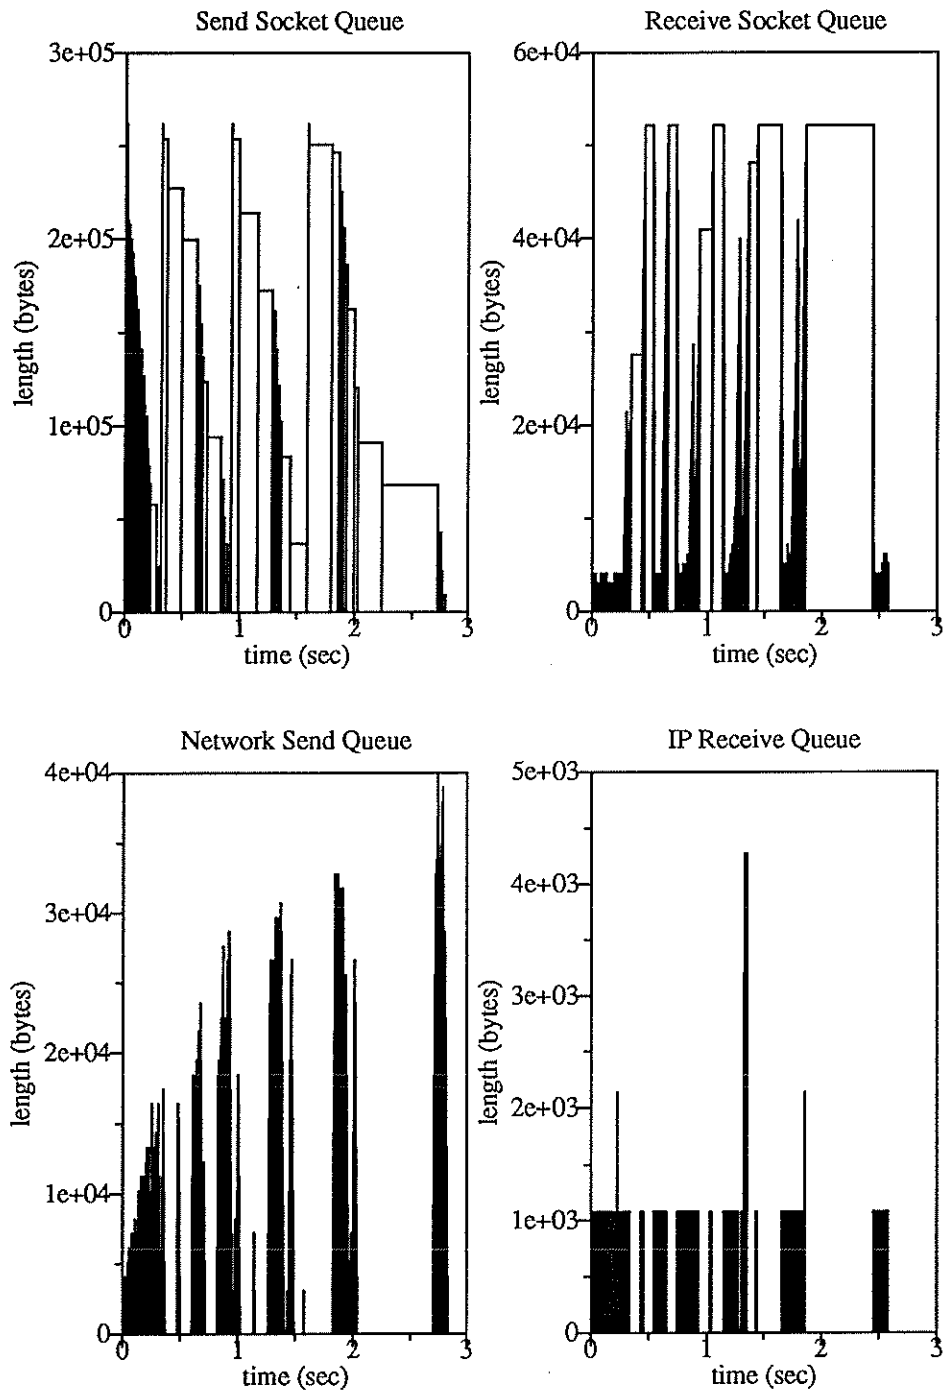 Send Socket Queue
3e+05
2e+05
1e+05
0
length (bytes)
0 1 2 3
time (sec)
Receive Socket Queue
6e+04
4e+04
2e+04
0
length (bytes)
0 1 2 3
time (sec)
Network Send Queue
4e+04
3e+04
2e+04
1e+04
0
length (bytes)
0 1 2 3
time (sec)
IP Receive Queue
5e+03
4e+03
3e+03
2e+03
1e+03
0
length (bytes)
0 1 2 3
time (sec)